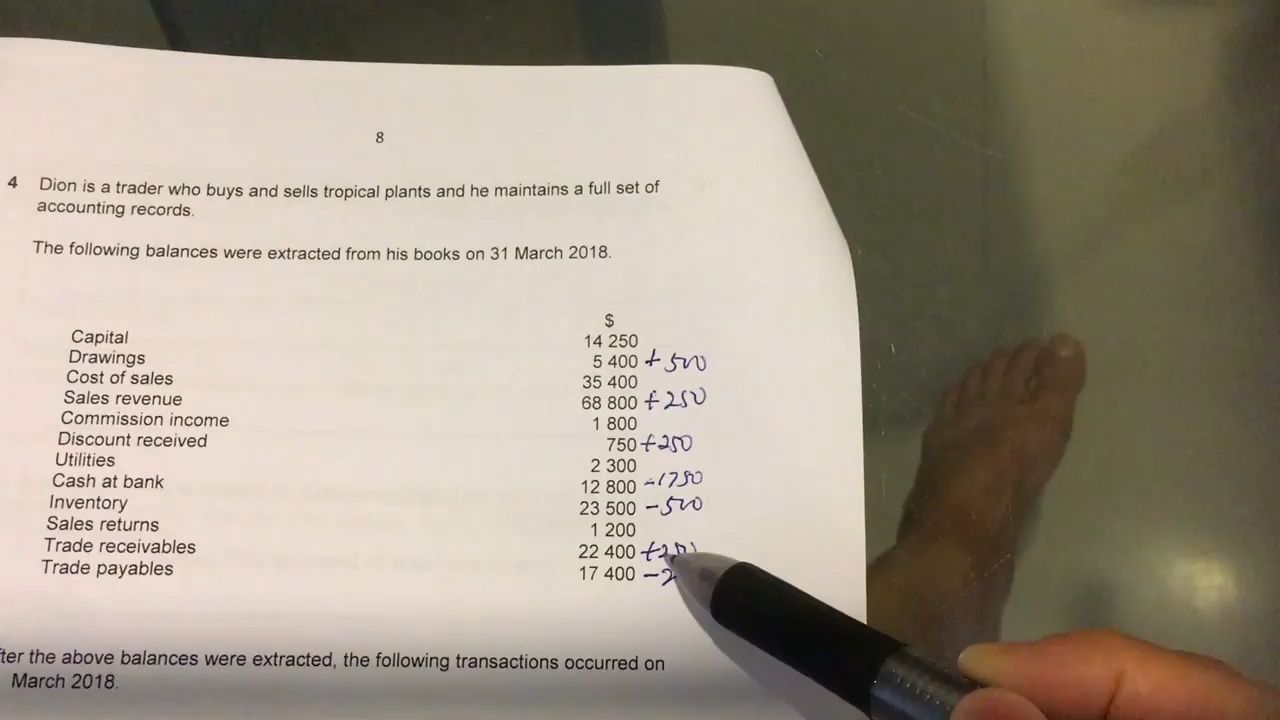 8
4 Dion is a trader who buys and sells tropical plants and he maintains a full set of
accounting records.
The following balances were extracted from his books on 31 March 2018.
$
Capital 14 250
Drawings 5 400 + 500
Cost of sales 35 400
Sales revenue 68 800 + 250
Commission income 1 800
Discount received 750 + 250
Utilities 2 300
Cash at bank 12 800 - 1750
Inventory 23 500 - 500
Sales returns 1 200
Trade receivables 22 400
Trade payables 17 400
the above balances were extracted, the following transactions occurred on
March 2018.